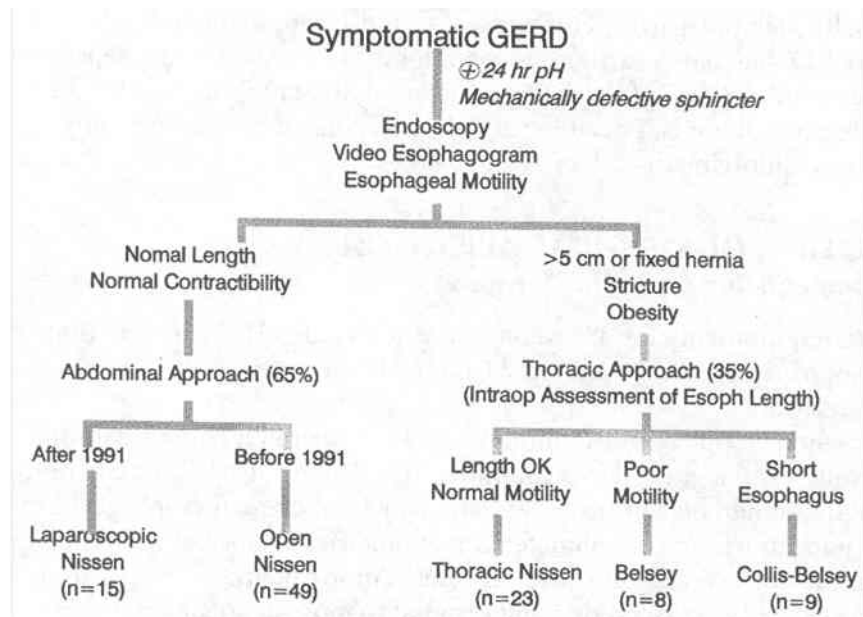 Symptomatic GERD
⊕ 24 hr pH
Mechanically defective sphincter
Endoscopy
Video Esophagogram
Esophageal Motility
Nomal Length
Normal Contractibility
>5 cm or fixed hernia
Stricture
Obesity
Abdominal Approach (65%)
Thoracic Approach (35%)
(Intraop Assessment of Esoph Length)
After 1991
Before 1991
Length OK
Normal Motility
Poor
Motility
Short
Esophagus
Laparoscopic
Nissen
(n=15)
Open
Nissen
(n=49)
Thoracic Nissen
(n=23)
Belsey
(n=8)
Collis-Belsey
(n=9)